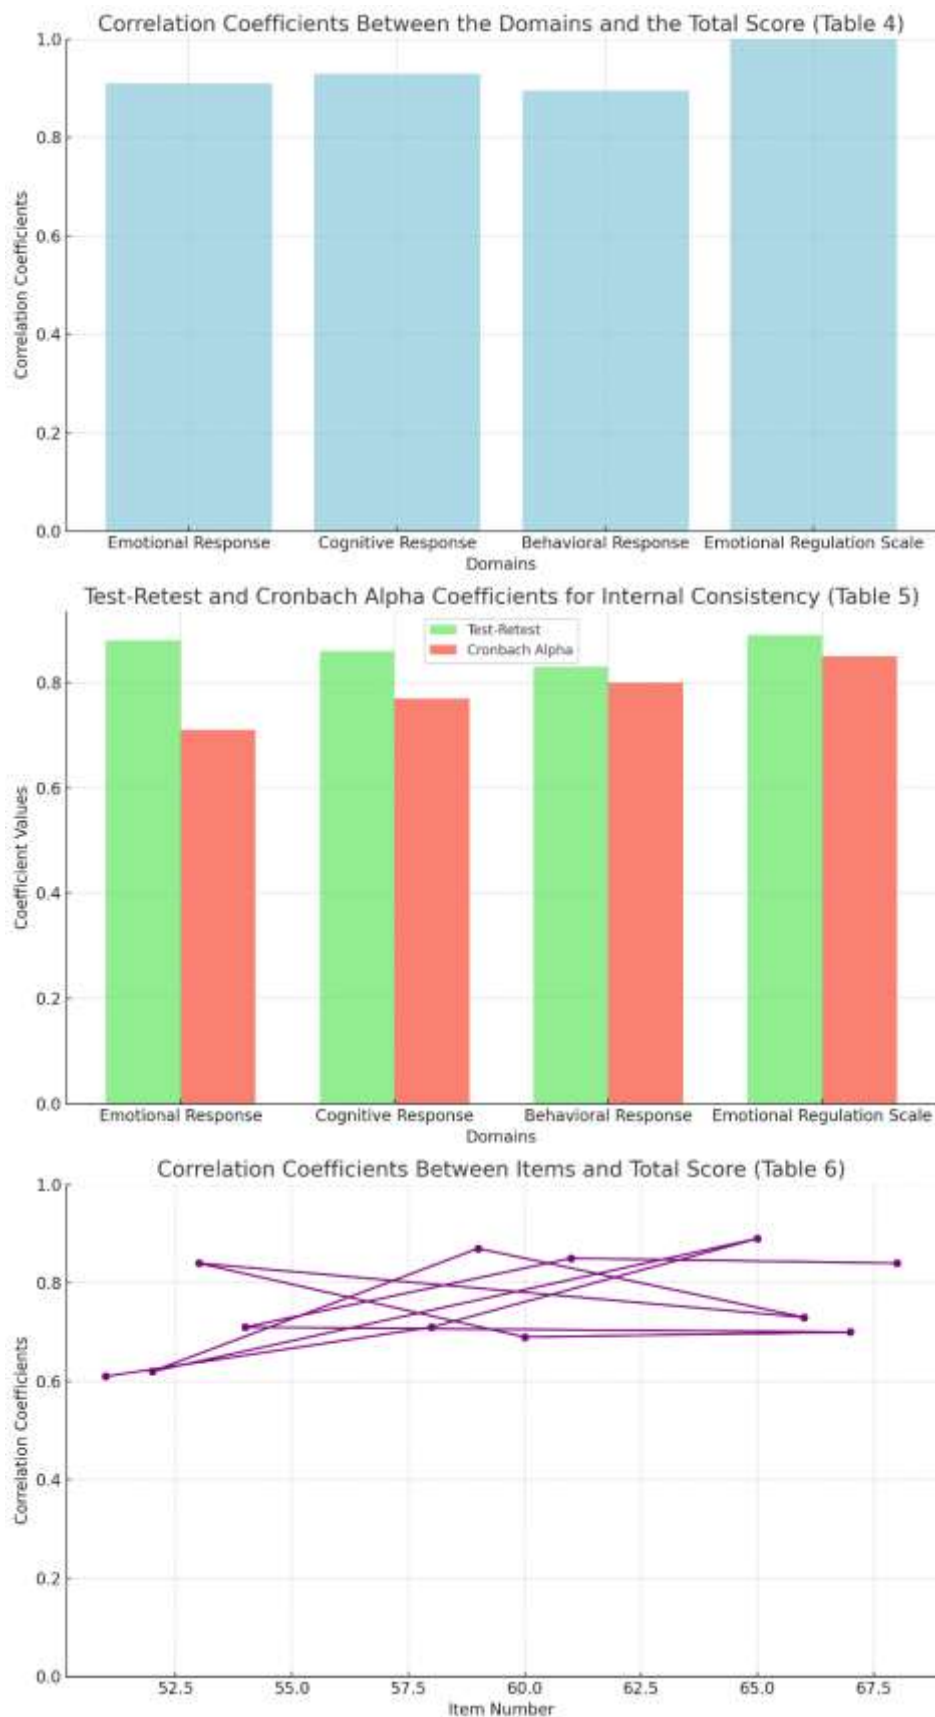 Correlation Coefficients Between the Domains and the Total Score (Table 4)
1.0
0.8
0.6
0.4
0.2
0.0
Correlation Coefficients
Emotional Response Cognitive Response Behavioral Response Emotional Regulation Scale
Domains
Test-Retest and Cronbach Alpha Coefficients for Internal Consistency (Table 5)
Test-Retest
Cronbach Alpha
0.8
0.6
0.4
0.2
0.0
Coefficient Values
Emotional Response Cognitive Response Behavioral Response Emotional Regulation Scale
Domains
Correlation Coefficients Between Items and Total Score (Table 6)
1.0
0.8
0.6
0.4
0.2
0.0
Correlation Coefficients
52.5 55.0 57.5 60.0 62.5 65.0 67.5
Item Number